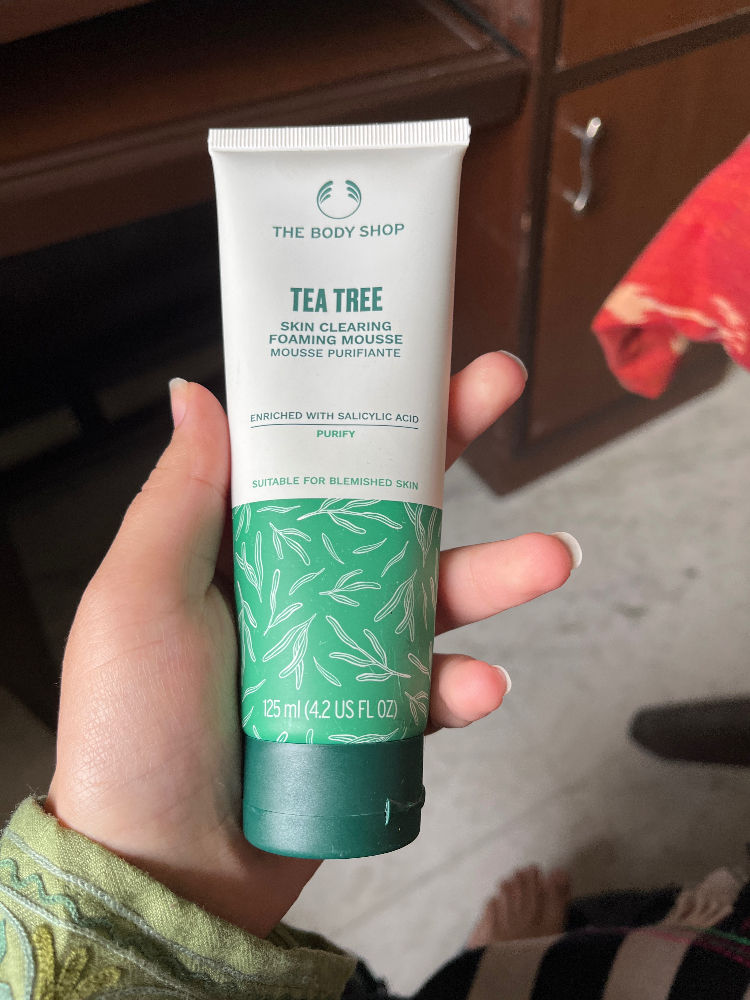 THE BODY SHOP
TEA TREE
SKIN CLEARING
FOAMING MOUSSE
MOUSSE PURIFIANTE
ENRICHED WITH SALICYLIC ACID
PURIFY
SUITABLE FOR BLEMISHED SKIN
125 ml (4.2 US FL OZ)